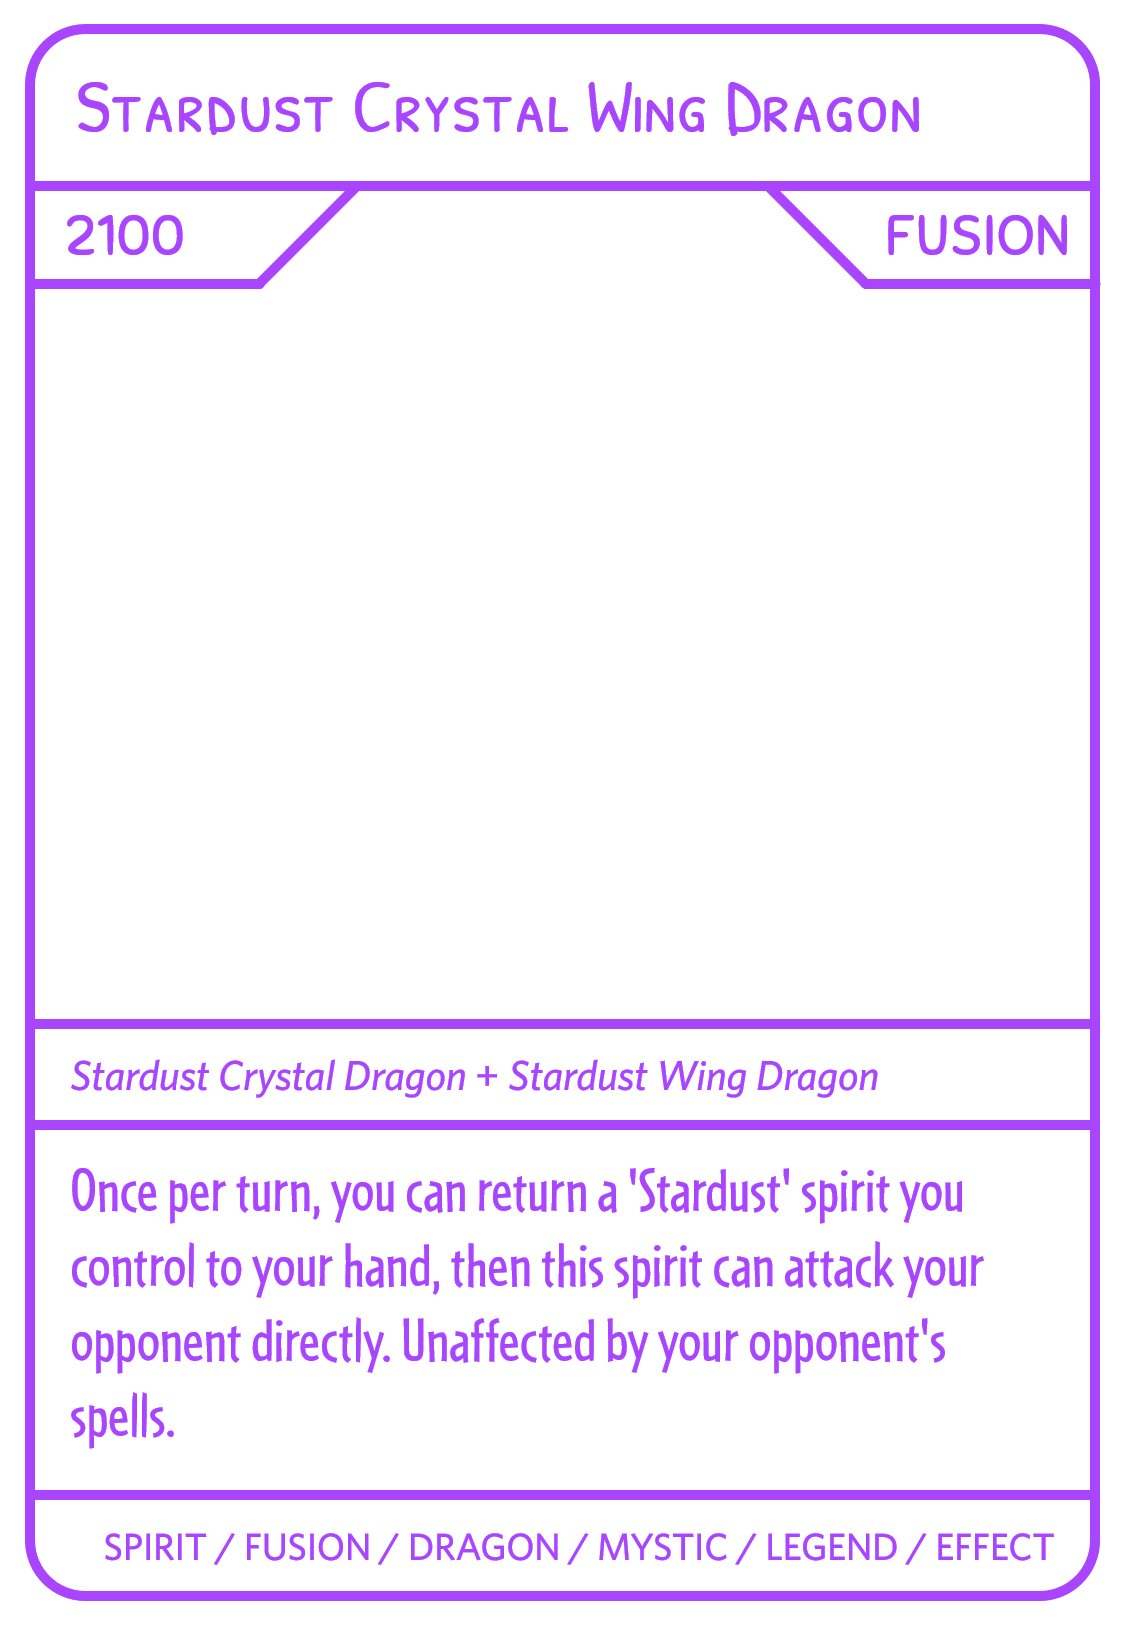 Stardust Crystal Wing Dragon
2100
FUSION
Stardust Crystal Dragon + Stardust Wing Dragon
Once per turn, you can return a 'Stardust' spirit you
control to your hand, then this spirit can attack your
opponent directly. Unaffected by your opponent's
spells.
SPIRIT / FUSION / DRAGON / MYSTIC / LEGEND / EFFECT